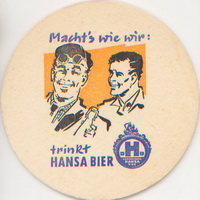 Macht's wie wir:
trinkt
HANSA BIER
H